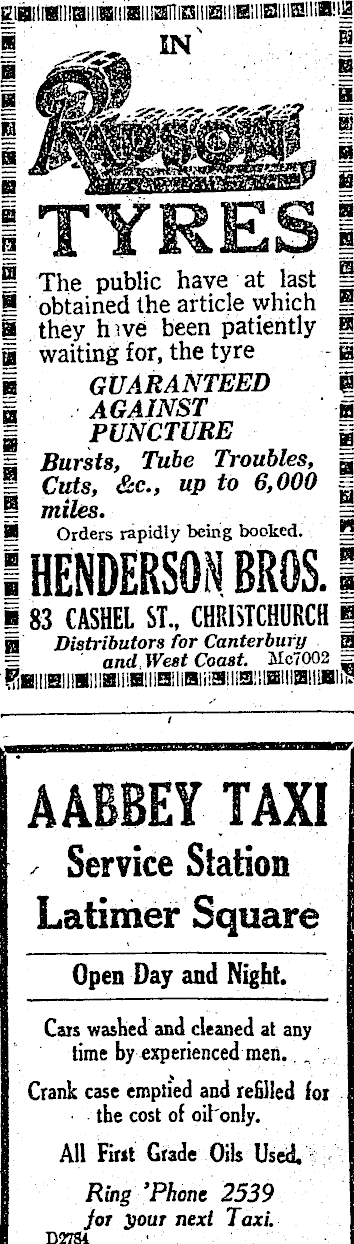 IN
RAPSON
TYRES
The public have at last
obtained the article which
they have been patiently
waiting for, the tyre
GUARANTEED
AGAINST
PUNCTURE
Bursts, Tube Troubles,
Cuts, &c., up to 6,000
miles.
Orders rapidly being booked.
HENDERSON BROS.
83 CASHEL ST., CHRISTCHURCH
Distributors for Canterbury
and West Coast. Mc7002
AABBEY TAXI
Service Station
Latimer Square
Open Day and Night.
Cars washed and cleaned at any
time by experienced men.
Crank case emptied and refilled for
the cost of oil only.
All First Grade Oils Used.
Ring 'Phone 2539
for your next Taxi.
D2784